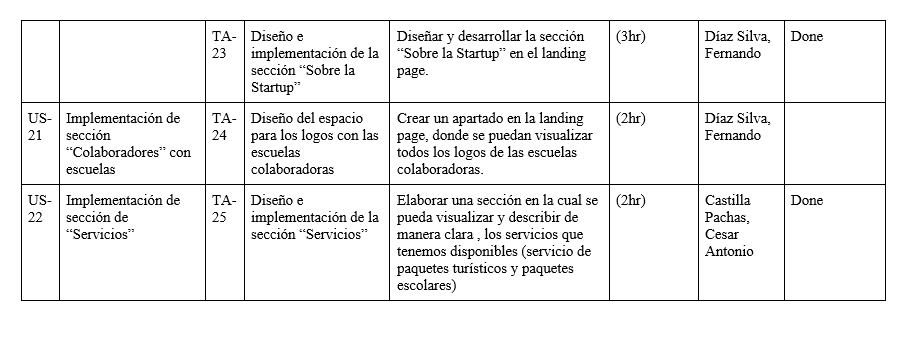 TA-23 Diseño e implementación de la sección “Sobre la Startup” Diseñar y desarrollar la sección “Sobre la Startup” en el landing page. (3hr) Díaz Silva, Fernando Done
US-21 Implementación de sección “Colaboradores” con escuelas TA-24 Diseño del espacio para los logos con las escuelas colaboradoras Crear un apartado en la landing page, donde se puedan visualizar todos los logos de las escuelas colaboradoras. (2hr) Díaz Silva, Fernando
US-22 Implementación de sección de “Servicios” TA-25 Diseño e implementación de la sección “Servicios” Elaborar una sección en la cual se pueda visualizar y describir de manera clara , los servicios que tenemos disponibles (servicio de paquetes turísticos y paquetes escolares) (2hr) Castilla Pachas, Cesar Antonio Done